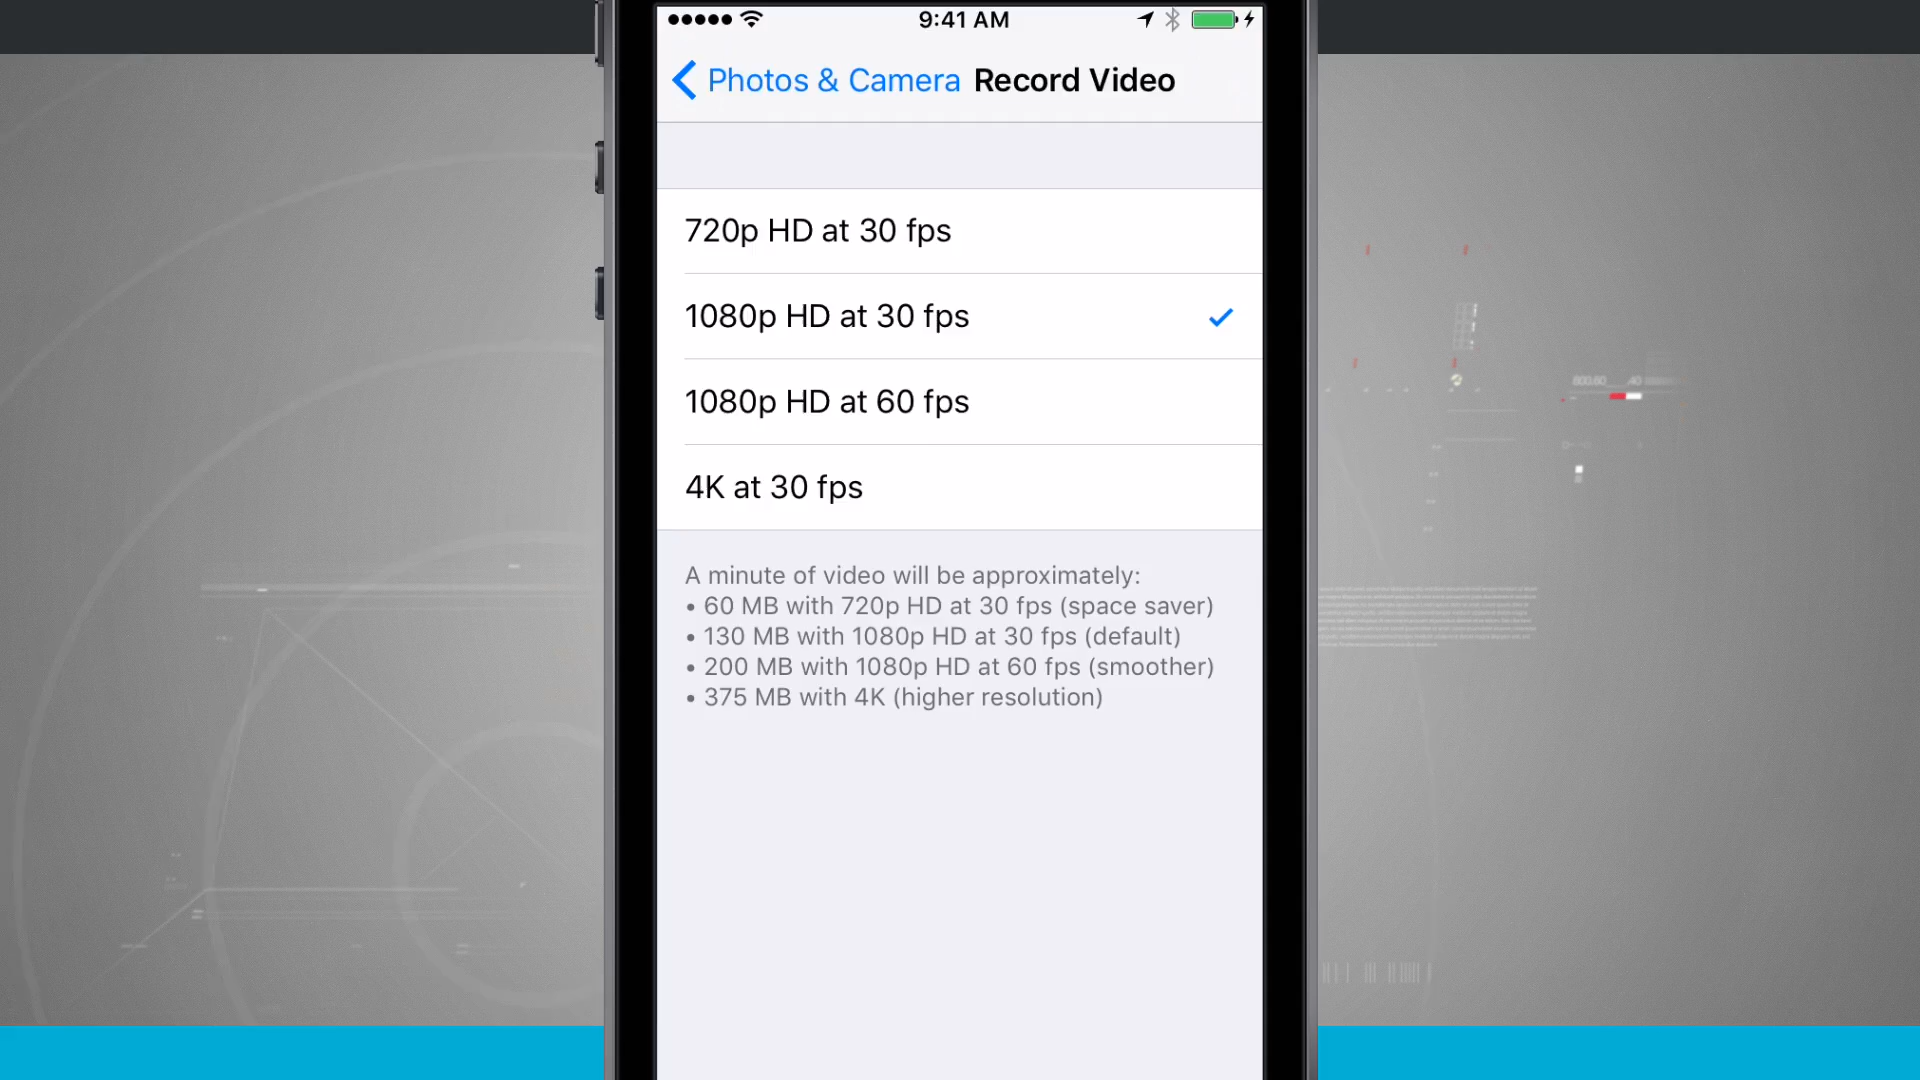 9:41 AM
Photos & Camera Record Video
720p HD at 30 fps
1080p HD at 30 fps
1080p HD at 60 fps
4K at 30 fps
A minute of video will be approximately:
• 60 MB with 720p HD at 30 fps (space saver)
• 130 MB with 1080p HD at 30 fps (default)
• 200 MB with 1080p HD at 60 fps (smoother)
• 375 MB with 4K (higher resolution)